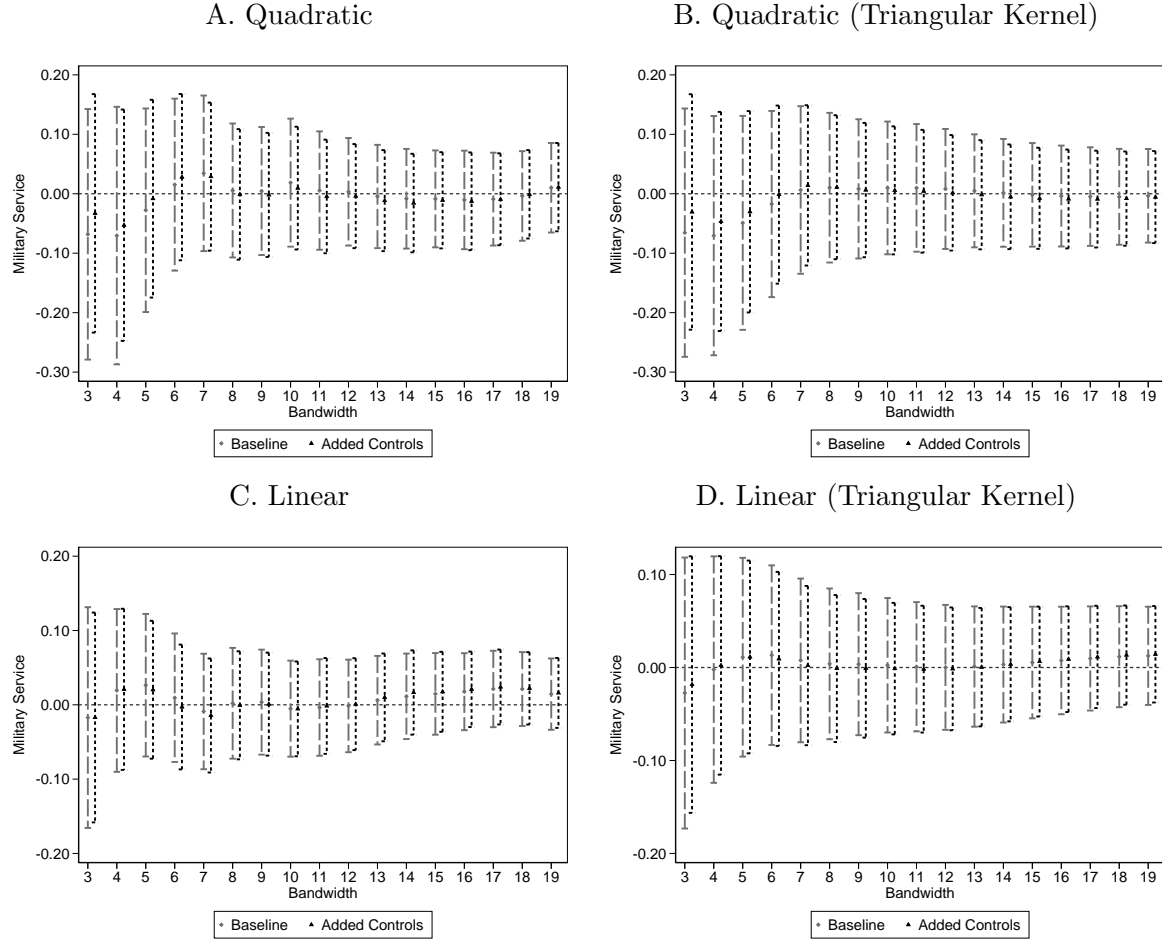 A. Quadratic
0.20
0.10
0.00
-0.10
-0.20
-0.30
Military Service
3 4 5 6 7 8 9 10 11 12 13 14 15 16 17 18 19
Bandwidth
Baseline Added Controls
B. Quadratic (Triangular Kernel)
0.20
0.10
0.00
-0.10
-0.20
-0.30
Military Service
3 4 5 6 7 8 9 10 11 12 13 14 15 16 17 18 19
Bandwidth
Baseline Added Controls
C. Linear
0.20
0.10
0.00
-0.10
-0.20
Military Service
3 4 5 6 7 8 9 10 11 12 13 14 15 16 17 18 19
Bandwidth
Baseline Added Controls
D. Linear (Triangular Kernel)
0.10
0.00
-0.10
-0.20
Military Service
3 4 5 6 7 8 9 10 11 12 13 14 15 16 17 18 19
Bandwidth
Baseline Added Controls